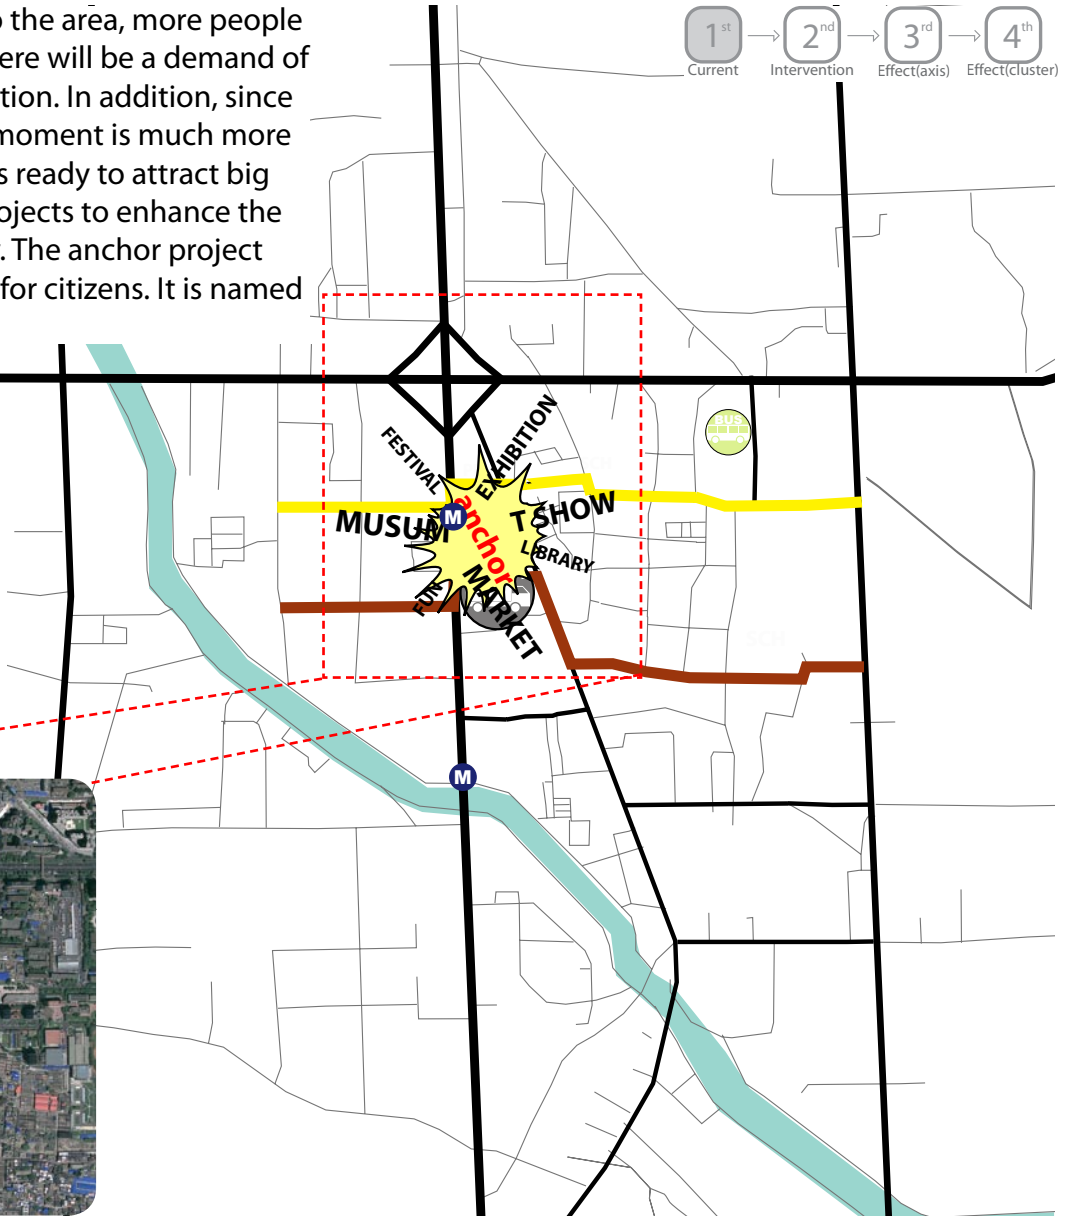 o the area, more people
ere will be a demand of
tion. In addition, since
moment is much more
s ready to attract big
ojects to enhance the
. The anchor project
for citizens. It is named
1st
2nd
3rd
4th
Current
Intervention
Effect(axis)
Effect(cluster)
BUS
FESTIVAL
EXHIBITION
MUSUM
M
anchor
T SHOW
LIBRARY
FUN
MARKET
SCH
M